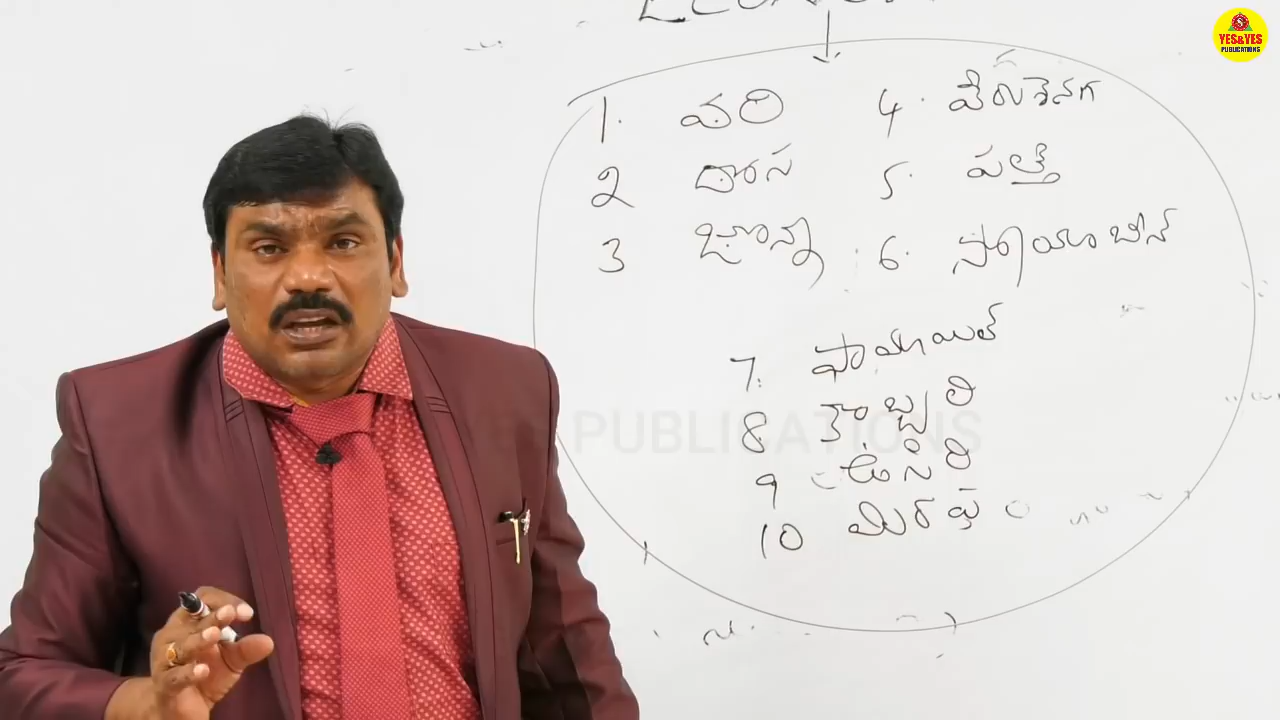 YES&YES
PUBLICATIONS
1. వరి 4. వేరుశెనగ
2 దోస 5. పత్తి
3 జొన్న 6. సోయాబీన్
7. పామాయిల్
8 కొబ్బరి
9 ఉసిరి
10 మిరప
PUBLICATIONS